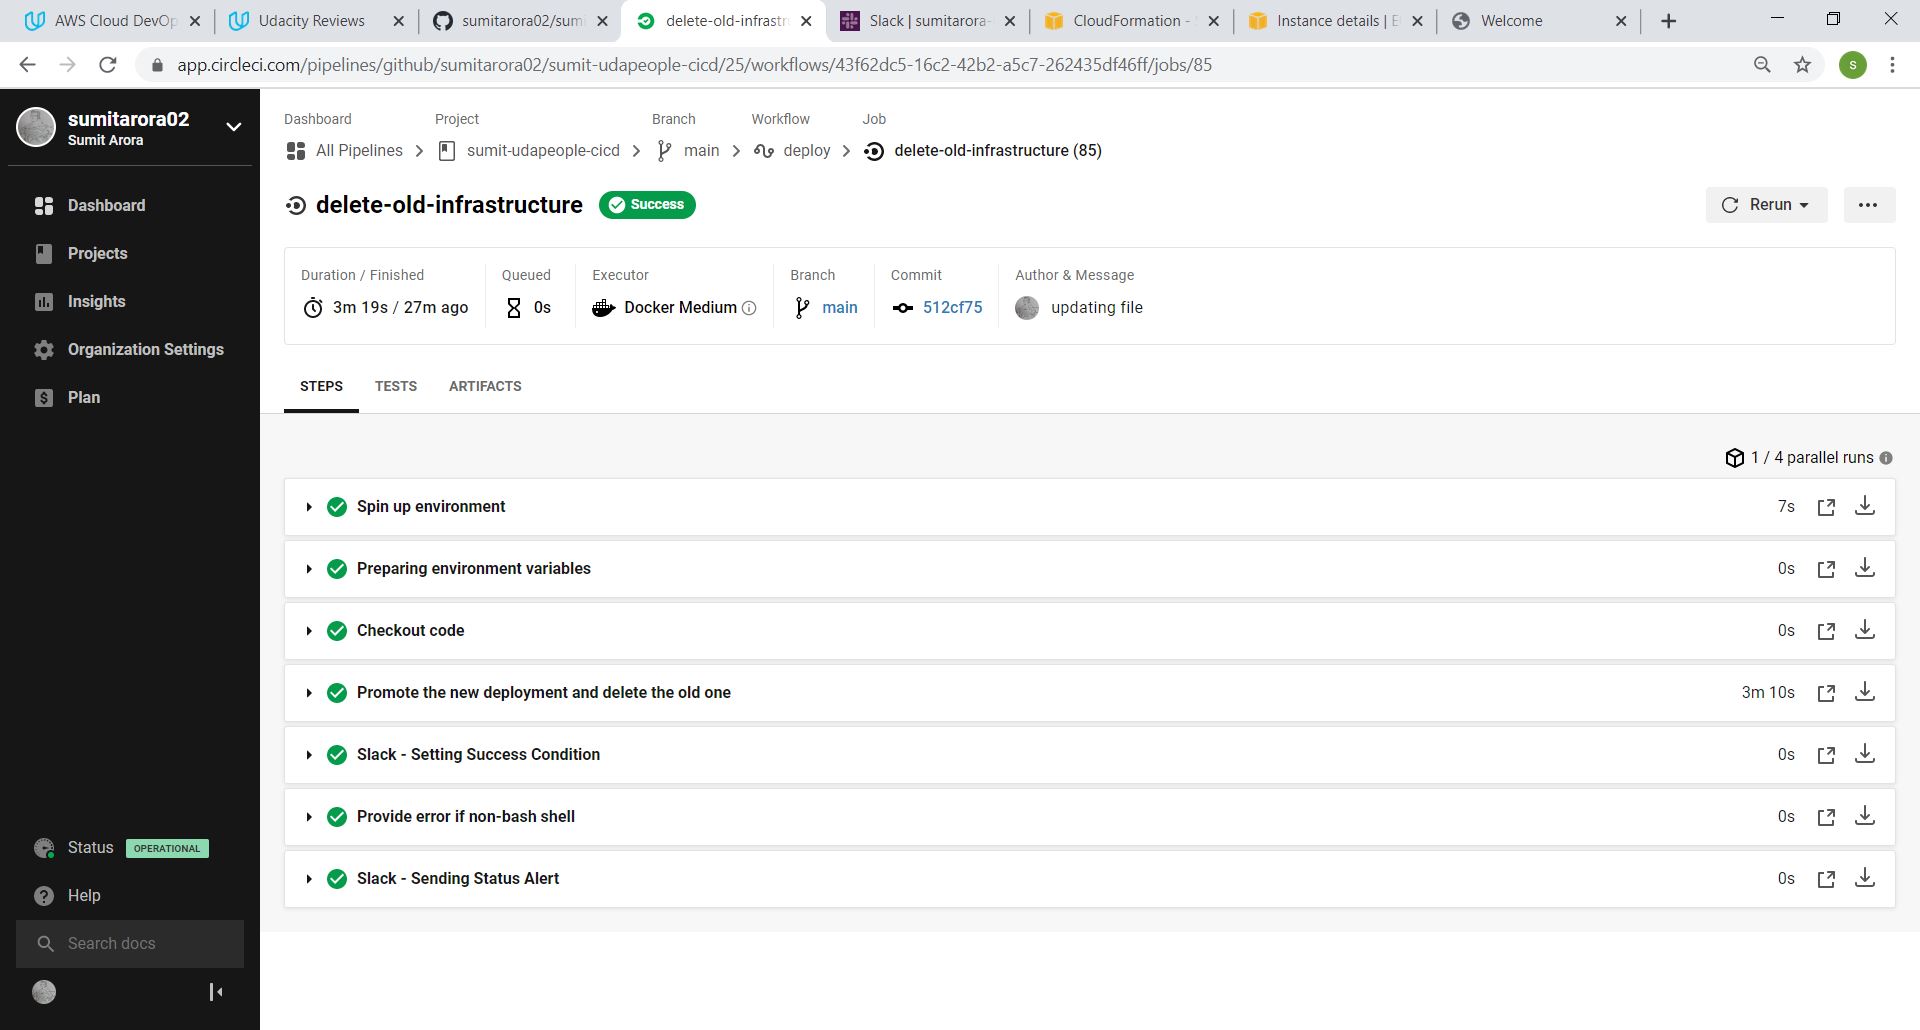 AWS Cloud DevOp
Udacity Reviews
sumitarora02/sumi
delete-old-infrastr
Slack | sumitarora-
CloudFormation -
Instance details | E
Welcome
app.circleci.com/pipelines/github/sumitarora02/sumit-udapeople-cicd/25/workflows/43f62dc5-16c2-42b2-a5c7-262435df46ff/jobs/85
s
sumitarora02
Sumit Arora
Dashboard
Projects
Insights
Organization Settings
Plan
Status OPERATIONAL
Help
Search docs
Dashboard Project Branch Workflow Job
All Pipelines sumit-udapeople-cicd main deploy delete-old-infrastructure (85)
delete-old-infrastructure Success
Rerun
Duration / Finished Queued Executor Branch Commit Author & Message
3m 19s / 27m ago 0s Docker Medium main 512cf75 updating file
STEPS TESTS ARTIFACTS
1 / 4 parallel runs
Spin up environment 7s
Preparing environment variables 0s
Checkout code 0s
Promote the new deployment and delete the old one 3m 10s
Slack - Setting Success Condition 0s
Provide error if non-bash shell 0s
Slack - Sending Status Alert 0s